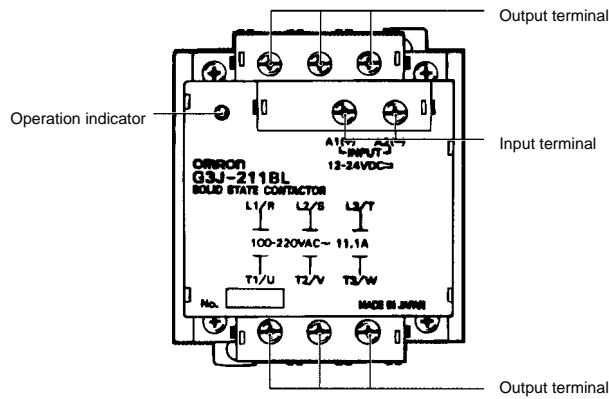 Output terminal
Operation indicator
Input terminal
A1(+) A2(−)
INPUT
12-24VDC⎓
OMRON
G3J-211BL
SOLID STATE CONTACTOR
L1/R L2/S L3/T
100-220VAC~ 11.1A
T1/U T2/V T3/W
No.
MADE IN JAPAN
Output terminal